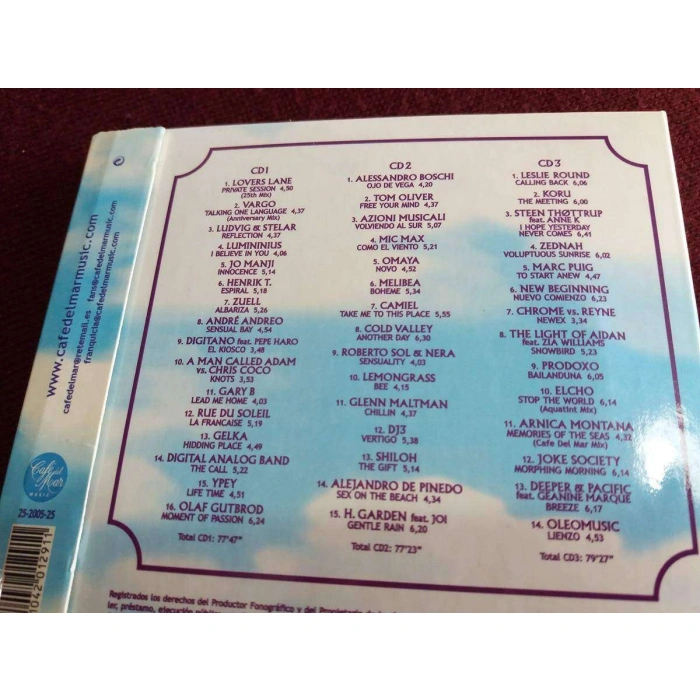 CD1
1. LOVERS LANE
PRIVATE SESSION 4,50
(25th Mix)
2. VARGO
TALKING ONE LANGUAGE 4,37
(Anniversary Mix)
3. LUDVIG & STELAR
REFLECTION 4,37
4. LUMININIUS
I BELIEVE IN YOU 4,06
5. JO MANJI
INNOCENCE 5,14
6. HENRIK T.
ESPIRAL 5,18
7. ZUELL
ALBARIZA 5,26
8. ANDRÉ ANDREO
SENSUAL BAY 4,54
9. DIGITANO feat. PEPE HARO
EL KIOSCO 3,48
10. A MAN CALLED ADAM
VS. CHRIS COCO
KNOTS 3,53
11. GARY B
LEAD ME HOME 4,03
12. RUE DU SOLEIL
LA FRANCAISE 5,19
13. GELKA
HIDDING PLACE 4,49
14. DIGITAL ANALOG BAND
THE CALL 5,22
15. YPEY
LIFE TIME 4,51
16. OLAF GUTBROD
MOMENT OF PASSION 6,24
Total CD1: 77'47"
CD2
1. ALESSANDRO BOSCHI
OJO DE VEGA 4,20
2. TOM OLIVER
FREE YOUR MIND 4,37
3. AZIONI MUSICALI
VOLVIENDO AL SUR 5,07
4. MIC MAX
COMO EL VIENTO 5,21
5. OMAYA
NOVO 4,52
6. MELIBEA
BOHEME 5,34
7. CAMIEL
TAKE ME TO THIS PLACE 5,55
8. COLD VALLEY
ANOTHER DAY 6,30
9. ROBERTO SOL & NERA
SENSUALITY 4,03
10. LEMONGRASS
BEE 4,15
11. GLENN MALTMAN
CHILLIN 4,37
12. DJ3
VERTIGO 5,38
13. SHILOH
THE GIFT 5,14
14. ALEJANDRO DE PINEDO
SEX ON THE BEACH 4,34
15. H. GARDEN feat. JOI
GENTLE RAIN 6,20
Total CD2: 77'23"
CD3
1. LESLIE ROUND
CALLING BACK 6,06
2. KORU
THE MEETING 6,00
3. STEEN THØTTRUP
feat. ANNE K
I HOPE YESTERDAY
NEVER COMES 6,41
4. ZEDNAH
VOLUPTUOUS SUNRISE 6,02
5. MARC PUIG
TO START ANEW 4,47
6. NEW BEGINNING
NUEVO COMIENZO 6,23
7. CHROME vs. REYNE
NEWEX 3,34
8. THE LIGHT OF AIDAN
feat. ZIA WILLIAMS
SNOWBIRD 5,23
9. PRODOXO
BAILANDUNA 6,05
10. ELCHO
STOP THE WORLD 6,14
(Aquatint Mix)
11. ARNICA MONTANA
MEMORIES OF THE SEAS 4,32
(Cafe Del Mar Mix)
12. JOKE SOCIETY
MORPHING MORNING 6,14
13. DEEPER & PACIFIC
feat. GEANINE MARQUE
BREEZE 6,17
14. OLEOMUSIC
LIENZO 4,53
Total CD3: 79'27"
www.cafedelmarmusic.com
cafedelmar@retemail.es fans@cafedelmarmusic.com
franquicia@cafedelmarmusic.com
Café del Mar
MUSIC
25-2005-25
1042 012911
Registrados los derechos del Productor Fonográfico y del
ler, préstamo, ejecución